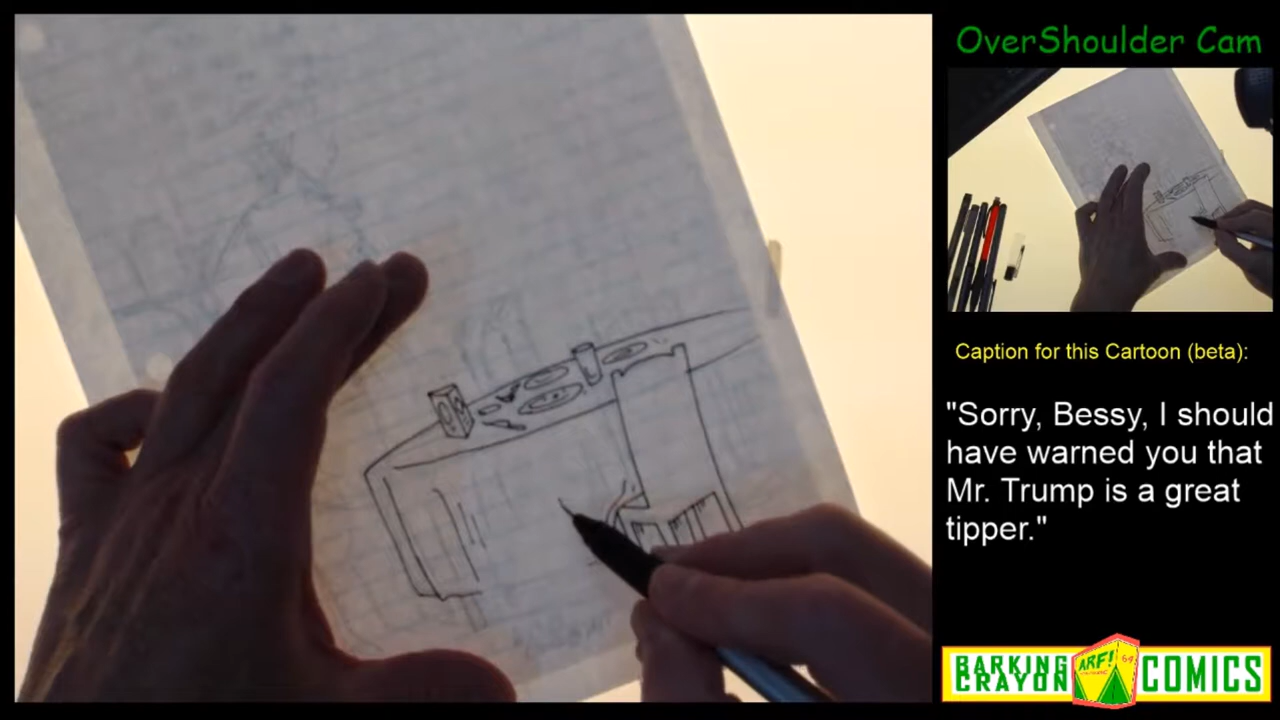 OverShoulder Cam
Caption for this Cartoon (beta):
"Sorry, Bessy, I should
have warned you that
Mr. Trump is a great
tipper."
BARKING
CRAYON
ARF!
64
COMICS